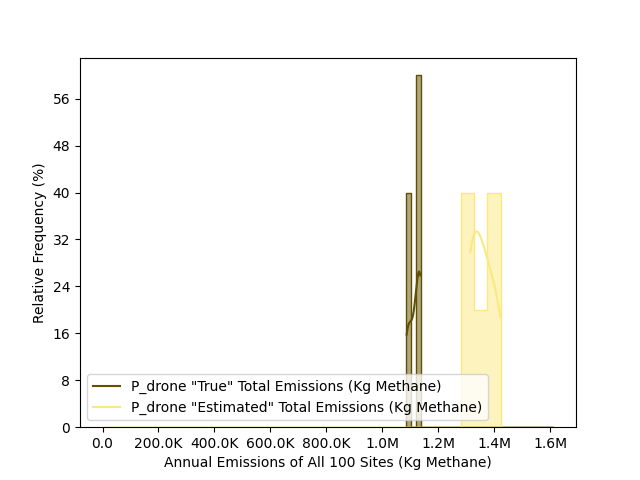 56
48
40
32
24
16
8
0
Relative Frequency (%)
P_drone "True" Total Emissions (Kg Methane)
P_drone "Estimated" Total Emissions (Kg Methane)
0.0 200.0K 400.0K 600.0K 800.0K 1.0M 1.2M 1.4M 1.6M
Annual Emissions of All 100 Sites (Kg Methane)